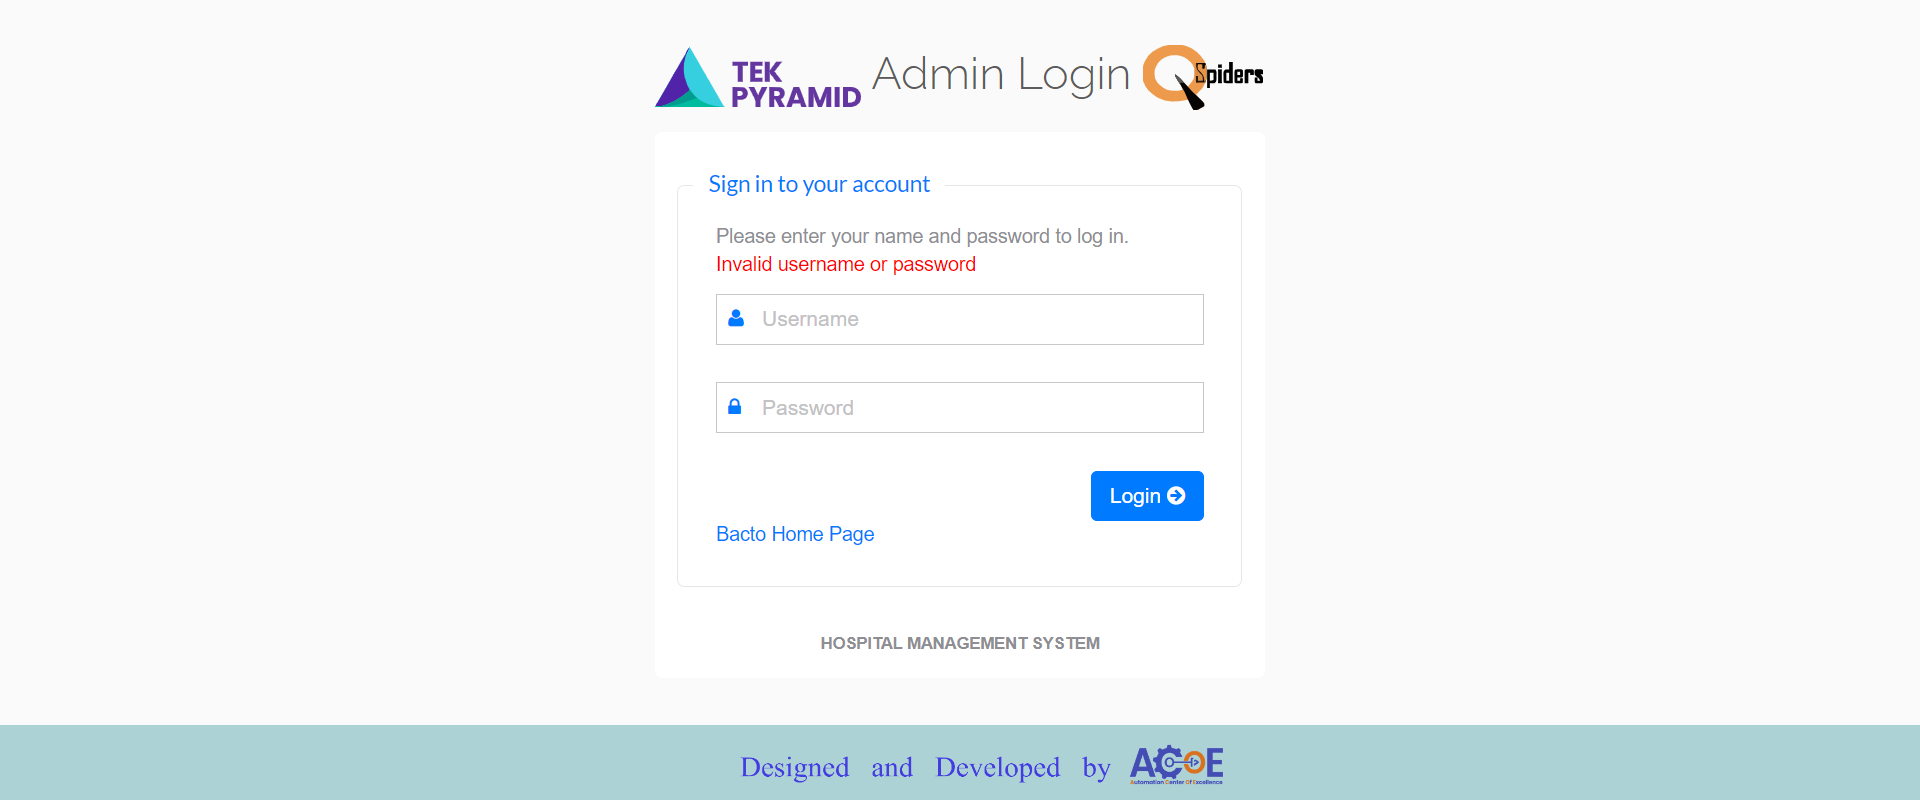 TEK
PYRAMID
Admin Login
Spiders
Sign in to your account
Please enter your name and password to log in.
Invalid username or password
Username
Password
Login
Bacto Home Page
HOSPITAL MANAGEMENT SYSTEM
Designed and Developed by
ACOE
Automation Center Of Excellence